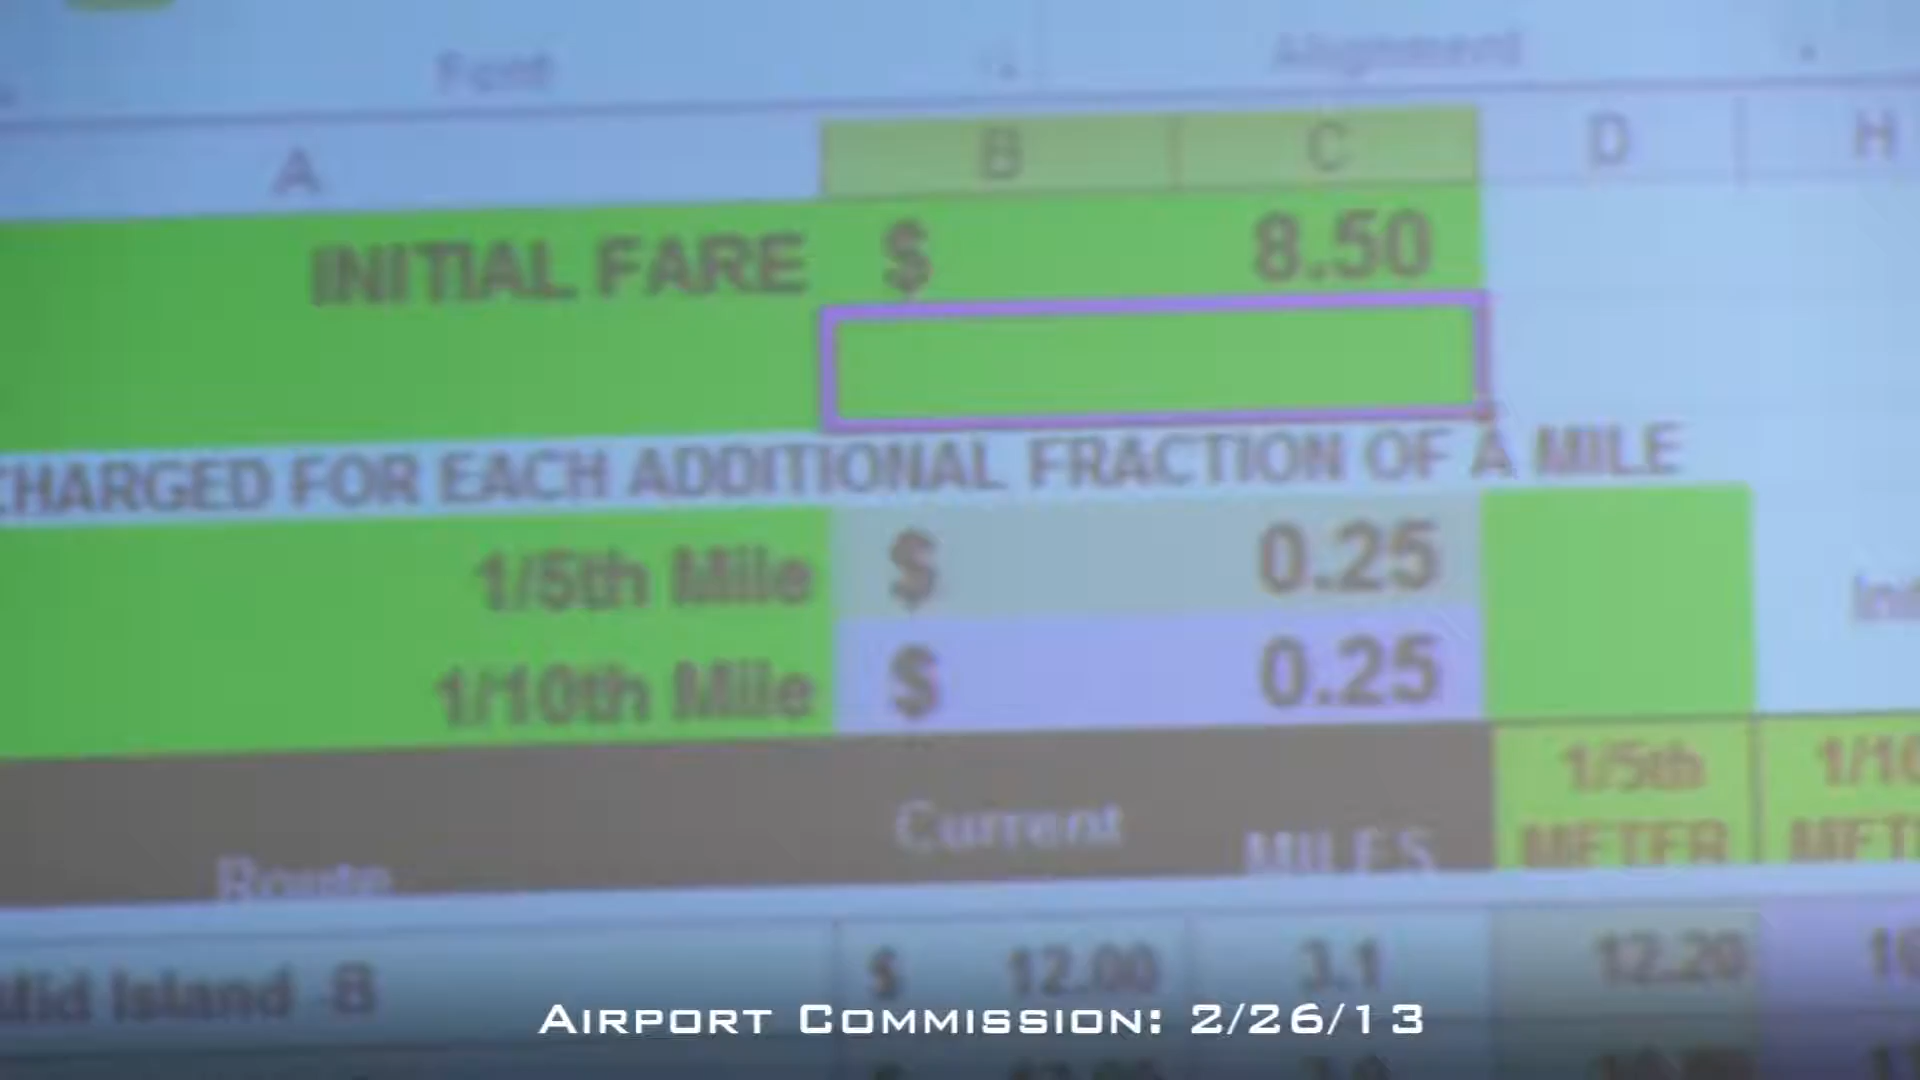 Font Alignment
A B C D H
INITIAL FARE $ 8.50
CHARGED FOR EACH ADDITIONAL FRACTION OF A MILE
1/5th Mile $ 0.25
1/10th Mile $ 0.25
1/5th
Route Current MILES METER
Island -B $ 12.00 3.1 12.20
AIRPORT COMMISSION: 2/26/13